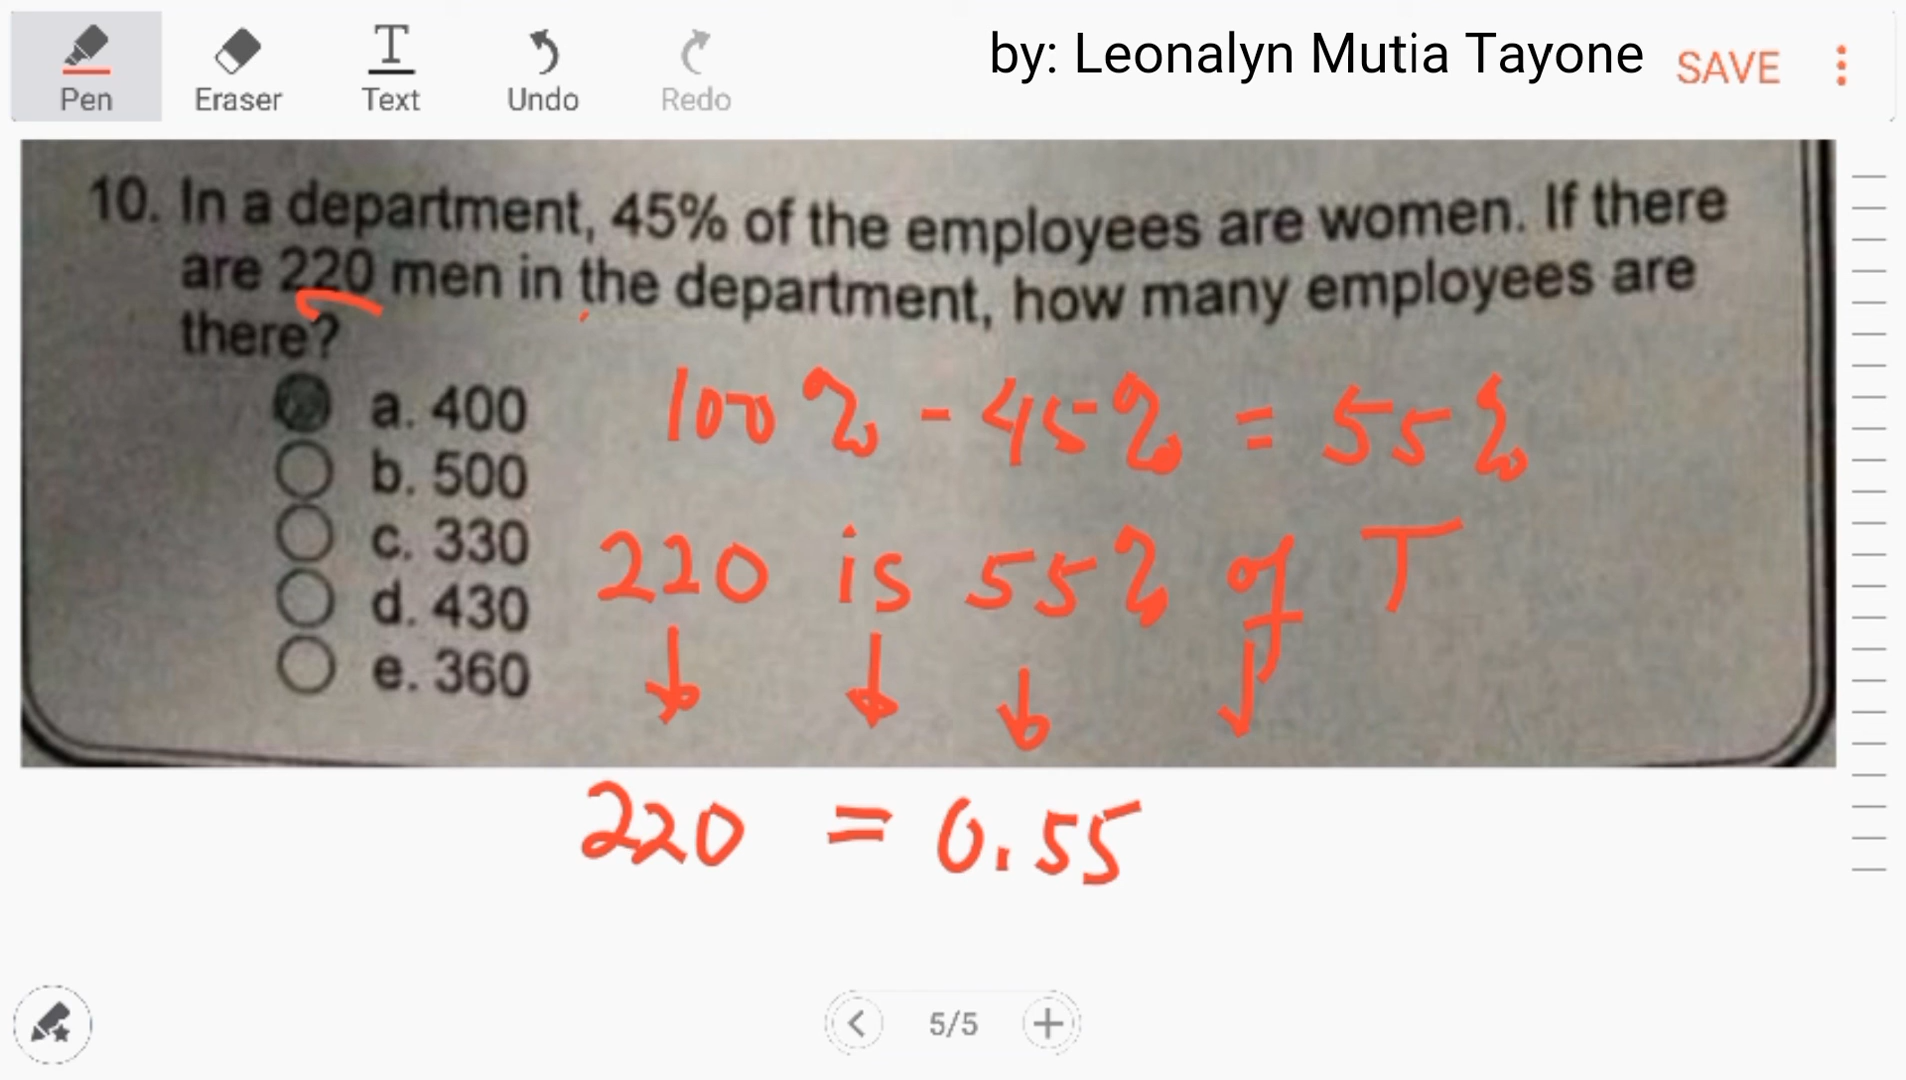 Pen Eraser Text Undo Redo by: Leonalyn Mutia Tayone SAVE
10. In a department, 45% of the employees are women. If there
are 220 men in the department, how many employees are
there?
a. 400
b. 500
c. 330
d. 430
e. 360
100% - 45% = 55%
220 is 55% of T
220 = 0.55
5/5